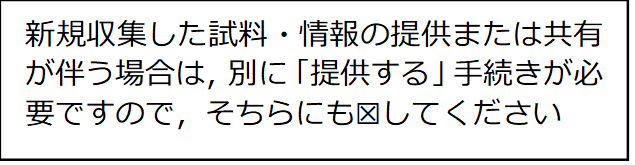 新規収集した試料・情報の提供または共有
が伴う場合は，別に「提供する」手続きが必
要ですので，そちらにも☒してください